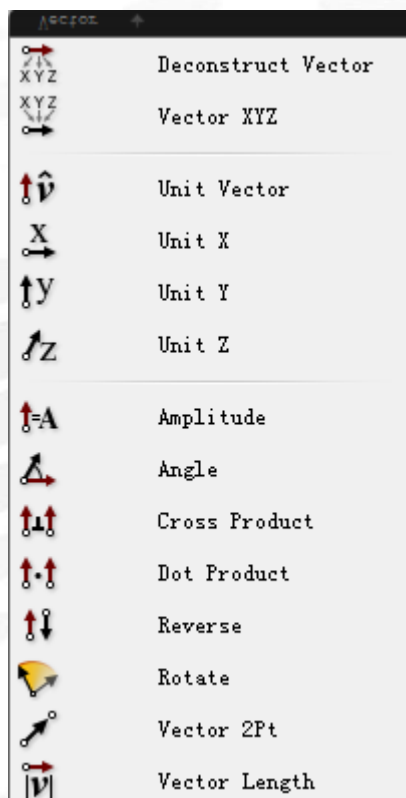 Vector
Deconstruct Vector
Vector XYZ
Unit Vector
Unit X
Unit Y
Unit Z
Amplitude
Angle
Cross Product
Dot Product
Reverse
Rotate
Vector 2Pt
Vector Length